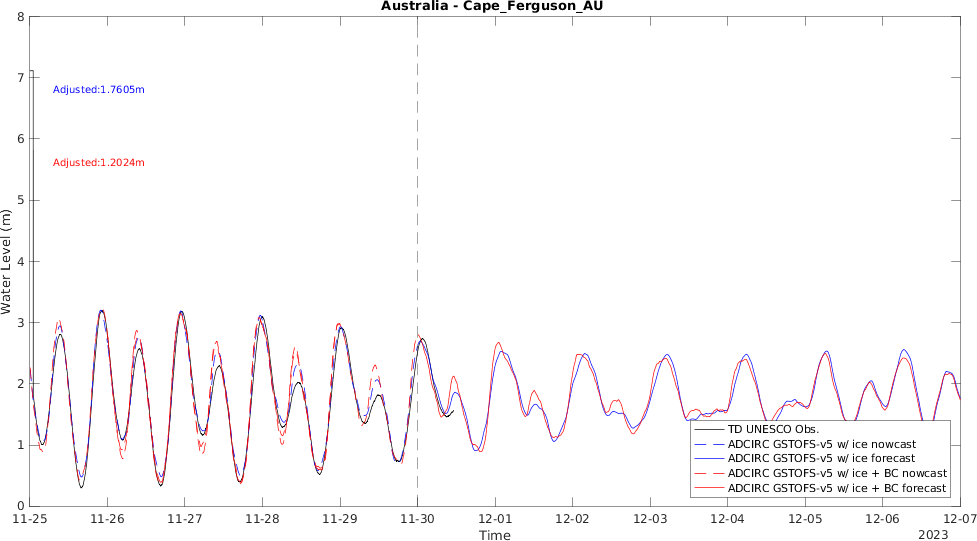 Australia - Cape_Ferguson_AU
8
7
Adjusted:1.7605m
6
Adjusted:1.2024m
5
4
3
2
1
0
Water Level (m)
TD UNESCO Obs.
ADCIRC GSTOFS-v5 w/ ice nowcast
ADCIRC GSTOFS-v5 w/ ice forecast
ADCIRC GSTOFS-v5 w/ ice + BC nowcast
ADCIRC GSTOFS-v5 w/ ice + BC forecast
11-25 11-26 11-27 11-28 11-29 11-30 12-01 12-02 12-03 12-04 12-05 12-06 12-07
Time
2023